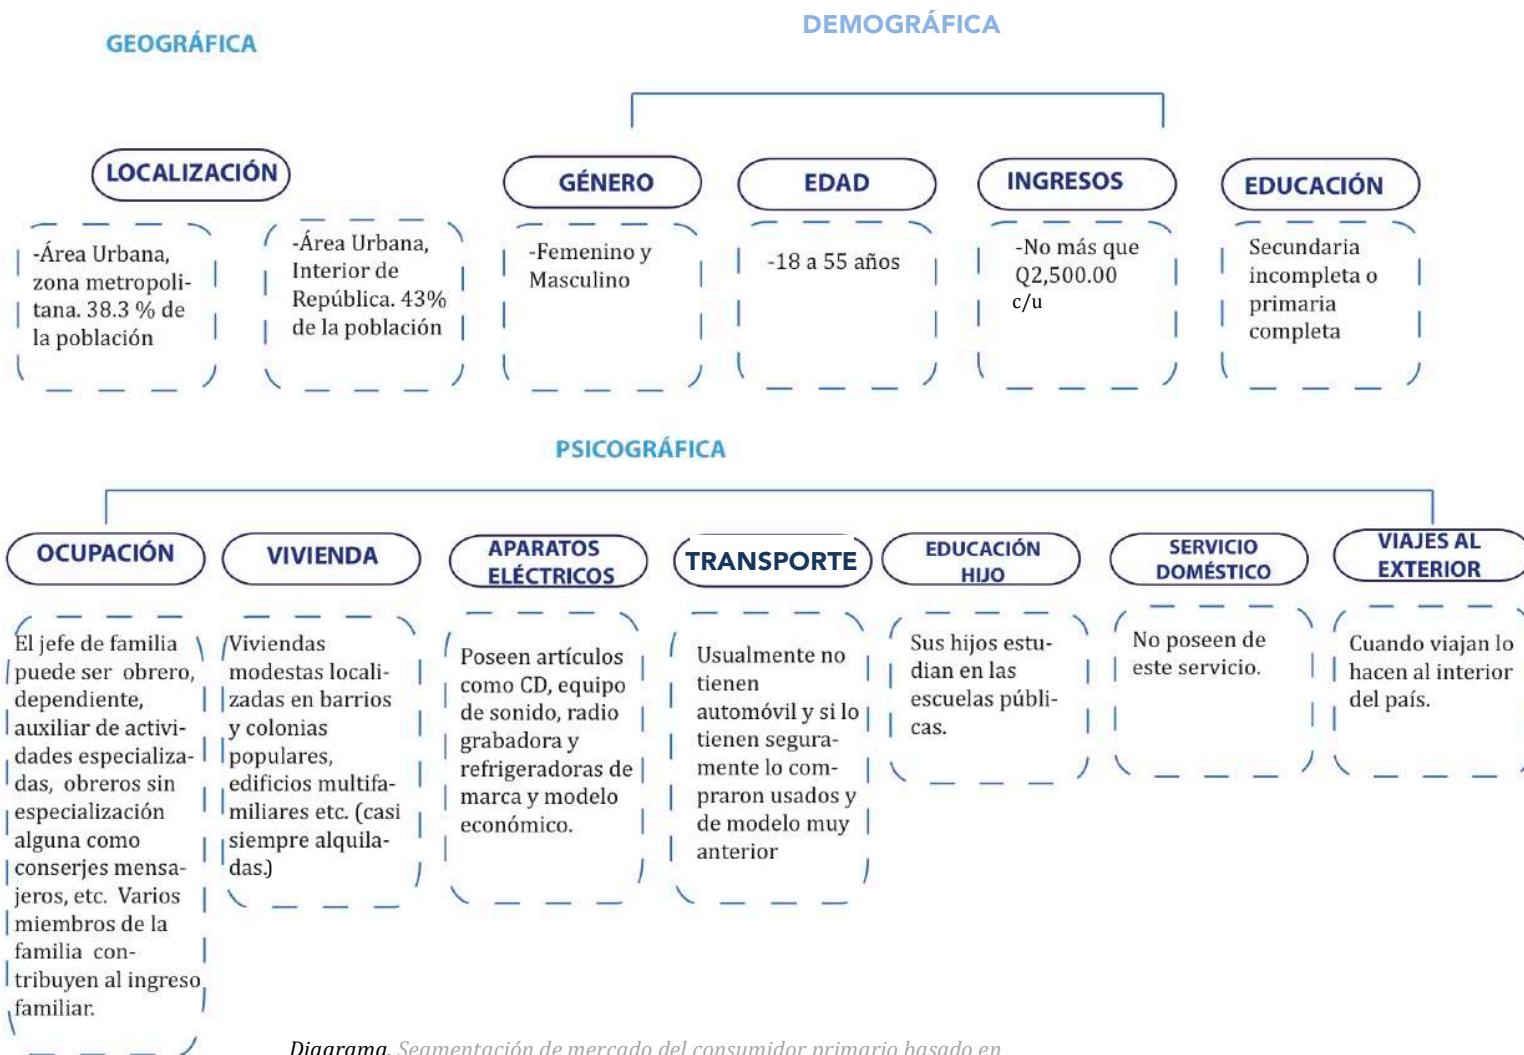 GEOGRÁFICA
DEMOGRÁFICA
LOCALIZACIÓN
-Área Urbana,
zona metropoli-
tana. 38.3 % de
la población
-Área Urbana,
Interior de
República. 43%
de la población
GÉNERO
-Femenino y
Masculino
EDAD
-18 a 55 años
INGRESOS
-No más que
Q2,500.00
c/u
EDUCACIÓN
Secundaria
incompleta o
primaria
completa
PSICOGRÁFICA
OCUPACIÓN
El jefe de familia
puede ser obrero,
dependiente,
auxiliar de activi-
dades especializa-
das, obreros sin
especialización
alguna como
conserjes mensa-
jeros, etc. Varios
miembros de la
familia con-
tribuyen al ingreso
familiar.
VIVIENDA
Viviendas
modestas locali-
zadas en barrios
y colonias
populares,
edificios multifa-
miliares etc. (casi
siempre alquila-
das.)
APARATOS
ELÉCTRICOS
Poseen artículos
como CD, equipo
de sonido, radio
grabadora y
refrigeradoras de
marca y modelo
económico.
TRANSPORTE
Usualmente no
tienen
automóvil y si lo
tienen segura-
mente lo com-
praron usados y
de modelo muy
anterior
EDUCACIÓN
HIJO
Sus hijos estu-
dian en las
escuelas públi-
cas.
SERVICIO
DOMÉSTICO
No poseen de
este servicio.
VIAJES AL
EXTERIOR
Cuando viajan lo
hacen al interior
del país.
Diagrama. Segmentación de mercado del consumidor primario basado en